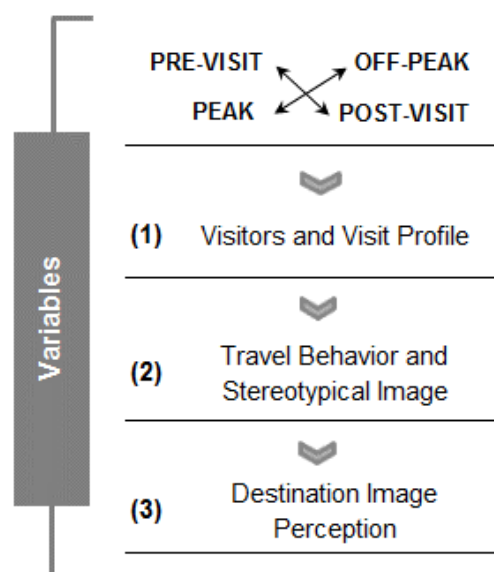 PRE-VISIT OFF-PEAK
PEAK POST-VISIT
Variables
(1) Visitors and Visit Profile
(2) Travel Behavior and
Stereotypical Image
(3) Destination Image
Perception